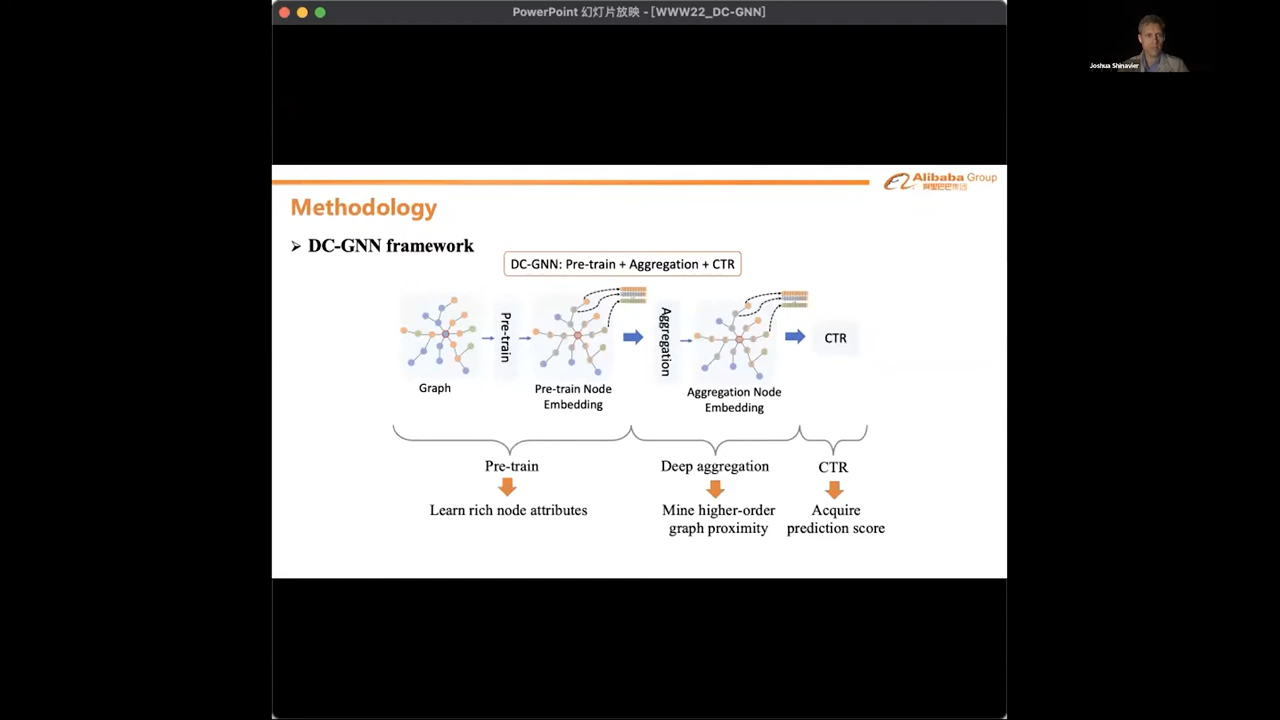 PowerPoint 幻灯片放映 - [WWW22_DC-GNN]
Joshua Shinavier
Alibaba Group
阿里巴巴集团
Methodology
➢ DC-GNN framework
DC-GNN: Pre-train + Aggregation + CTR
Pre-train
Aggregation
CTR
Graph
Pre-train Node
Embedding
Aggregation Node
Embedding
Pre-train
Deep aggregation
CTR
Learn rich node attributes
Mine higher-order
graph proximity
Acquire
prediction score